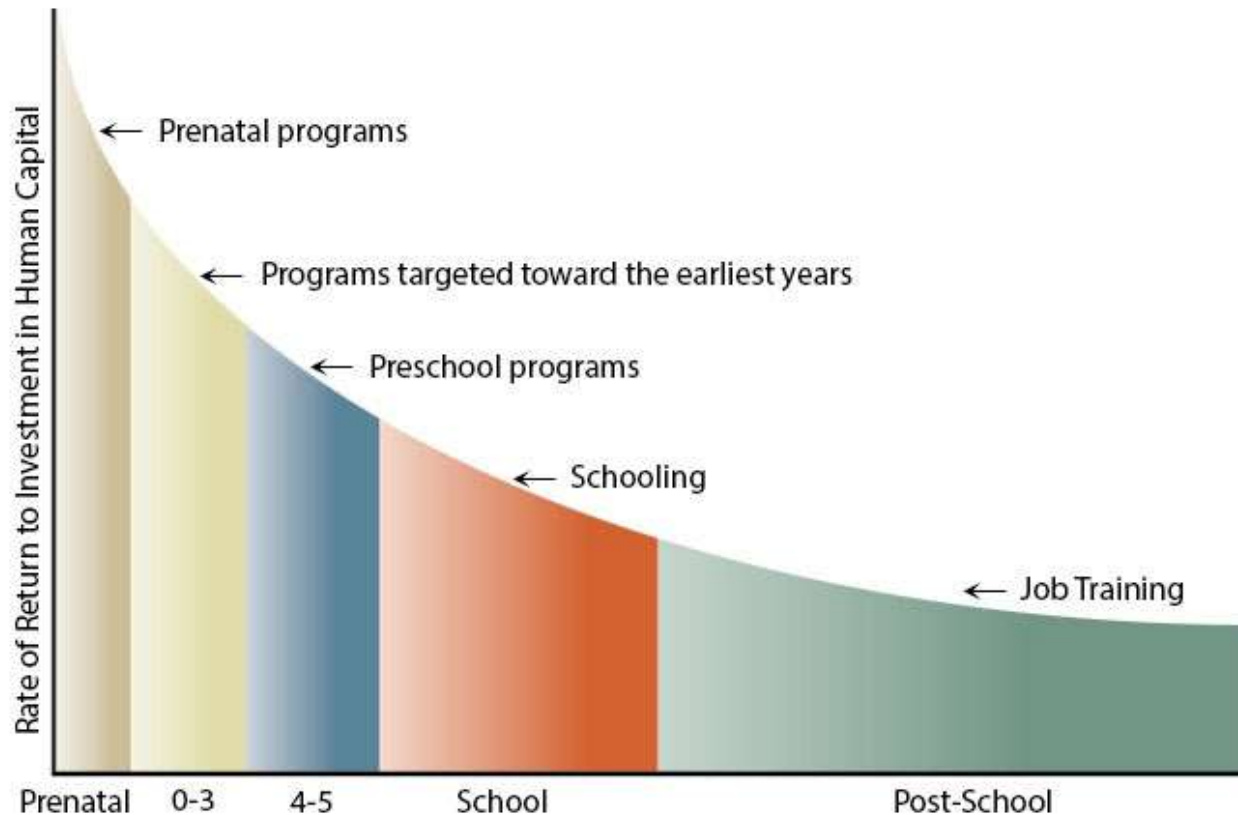 Rate of Return to Investment in Human Capital
Prenatal programs
Programs targeted toward the earliest years
Preschool programs
Schooling
Job Training
Prenatal
0-3
4-5
School
Post-School